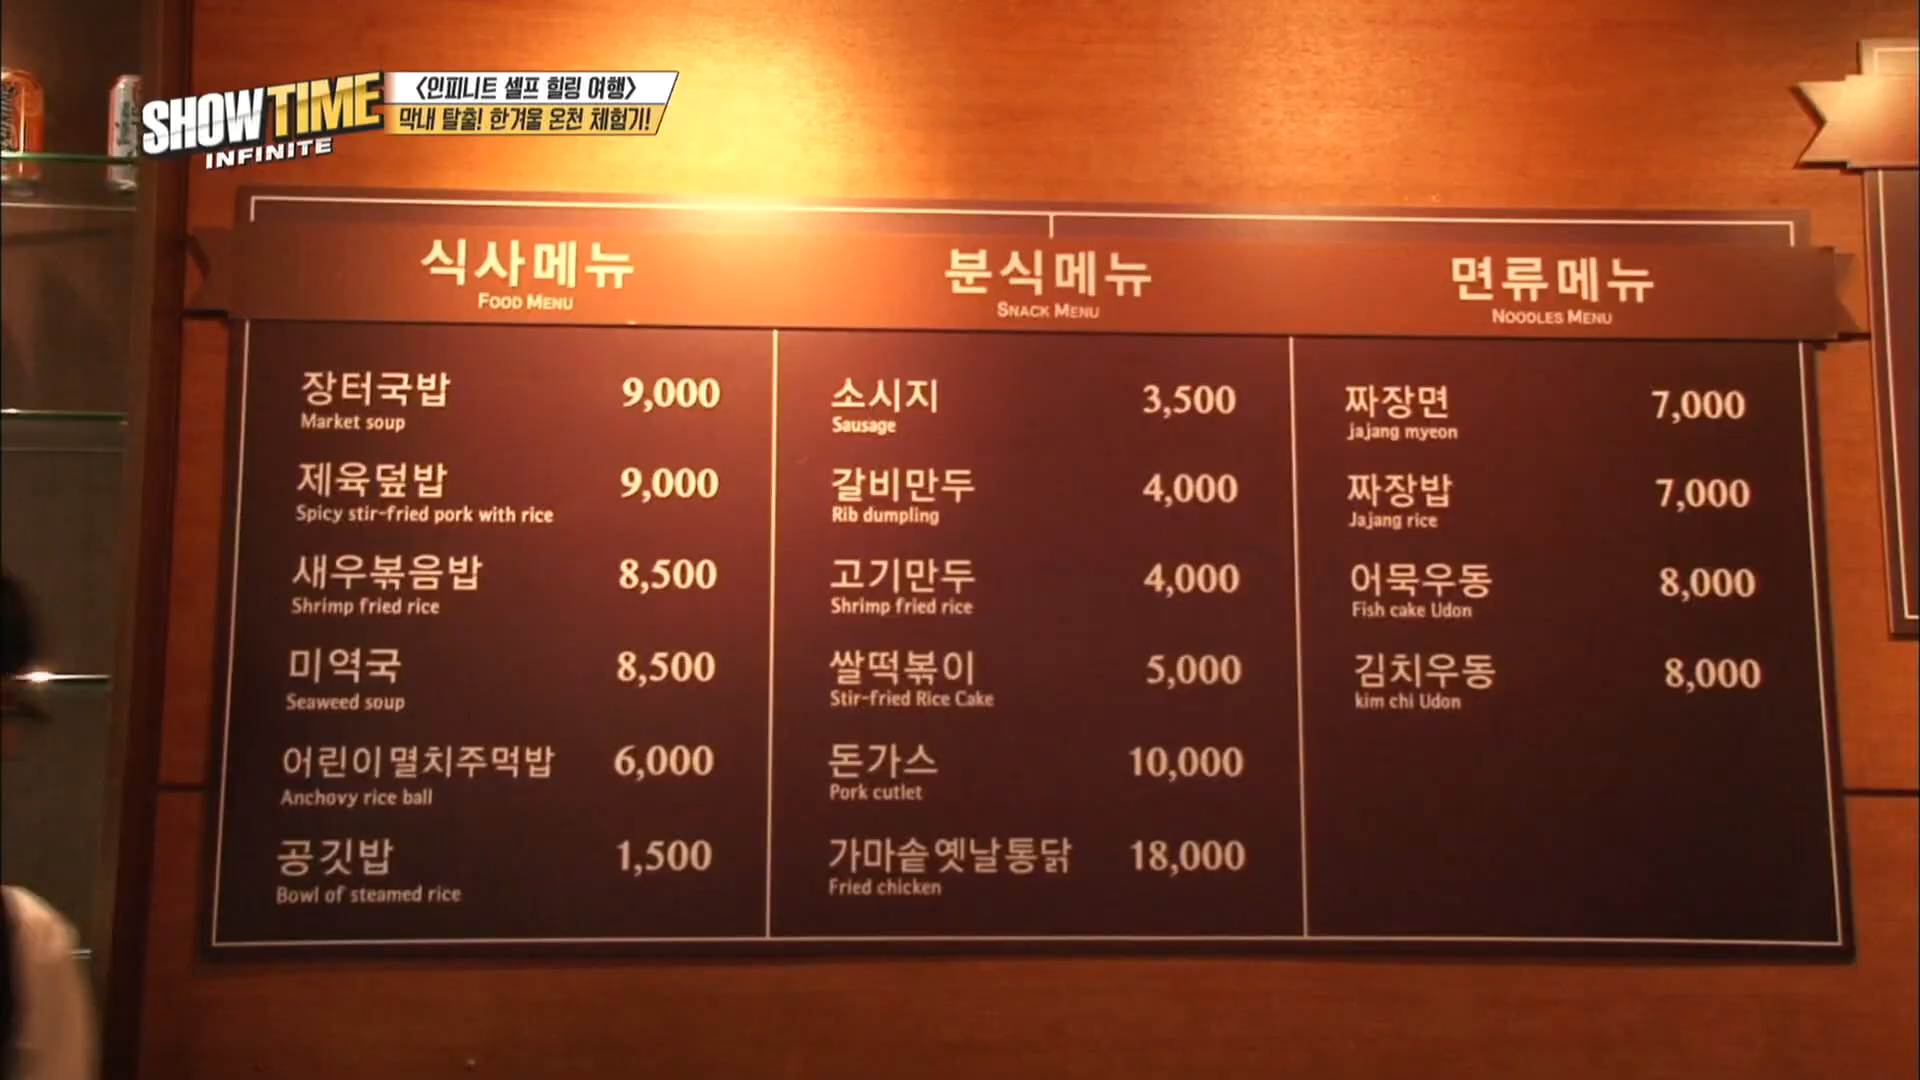 SHOWTIME
INFINITE
<인피니트 셀프 힐링 여행>
막내 탈출! 한겨울 온천 체험기!
식사메뉴
FOOD MENU
장터국밥 9,000
Market soup
제육덮밥 9,000
Spicy stir-fried pork with rice
새우볶음밥 8,500
Shrimp fried rice
미역국 8,500
Seaweed soup
어린이멸치주먹밥 6,000
Anchovy rice ball
공깃밥 1,500
Bowl of steamed rice
분식메뉴
SNACK MENU
소시지 3,500
Sausage
갈비만두 4,000
Rib dumpling
고기만두 4,000
Shrimp fried rice
쌀떡볶이 5,000
Stir-fried Rice Cake
돈가스 10,000
Pork cutlet
가마솥옛날통닭 18,000
Fried chicken
면류메뉴
NOODLES MENU
짜장면 7,000
jajang myeon
짜장밥 7,000
Jajang rice
어묵우동 8,000
Fish cake Udon
김치우동 8,000
kim chi Udon